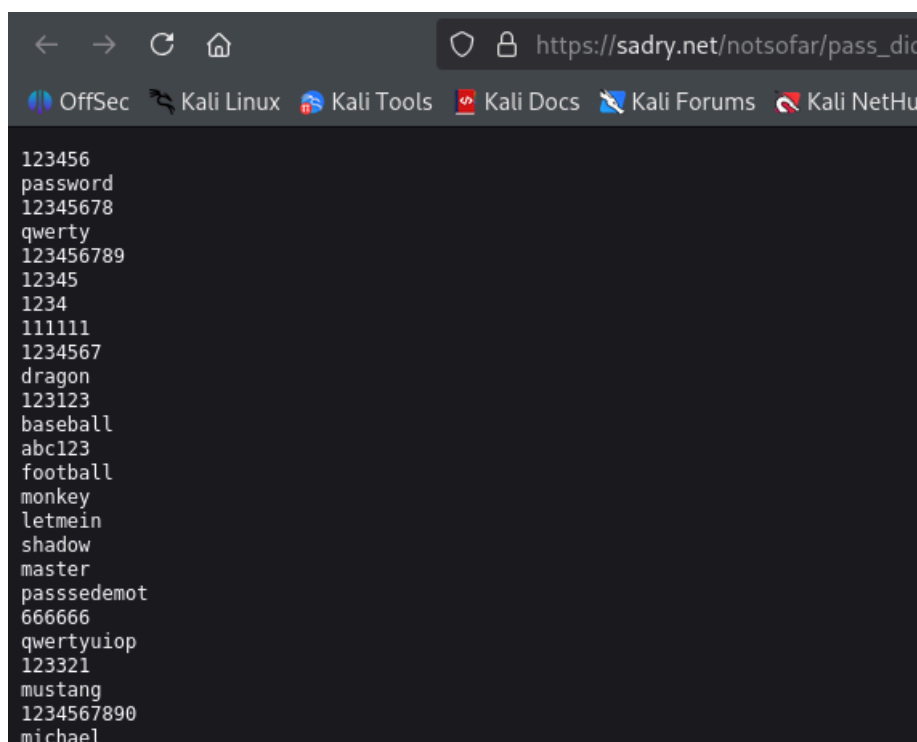 https://sadry.net/notsofar/pass_dic
OffSec Kali Linux Kali Tools Kali Docs Kali Forums Kali NetHu
123456
password
12345678
qwerty
123456789
12345
1234
111111
1234567
dragon
123123
baseball
abc123
football
monkey
letmein
shadow
master
passsedemot
666666
qwertyuiop
123321
mustang
1234567890
michael